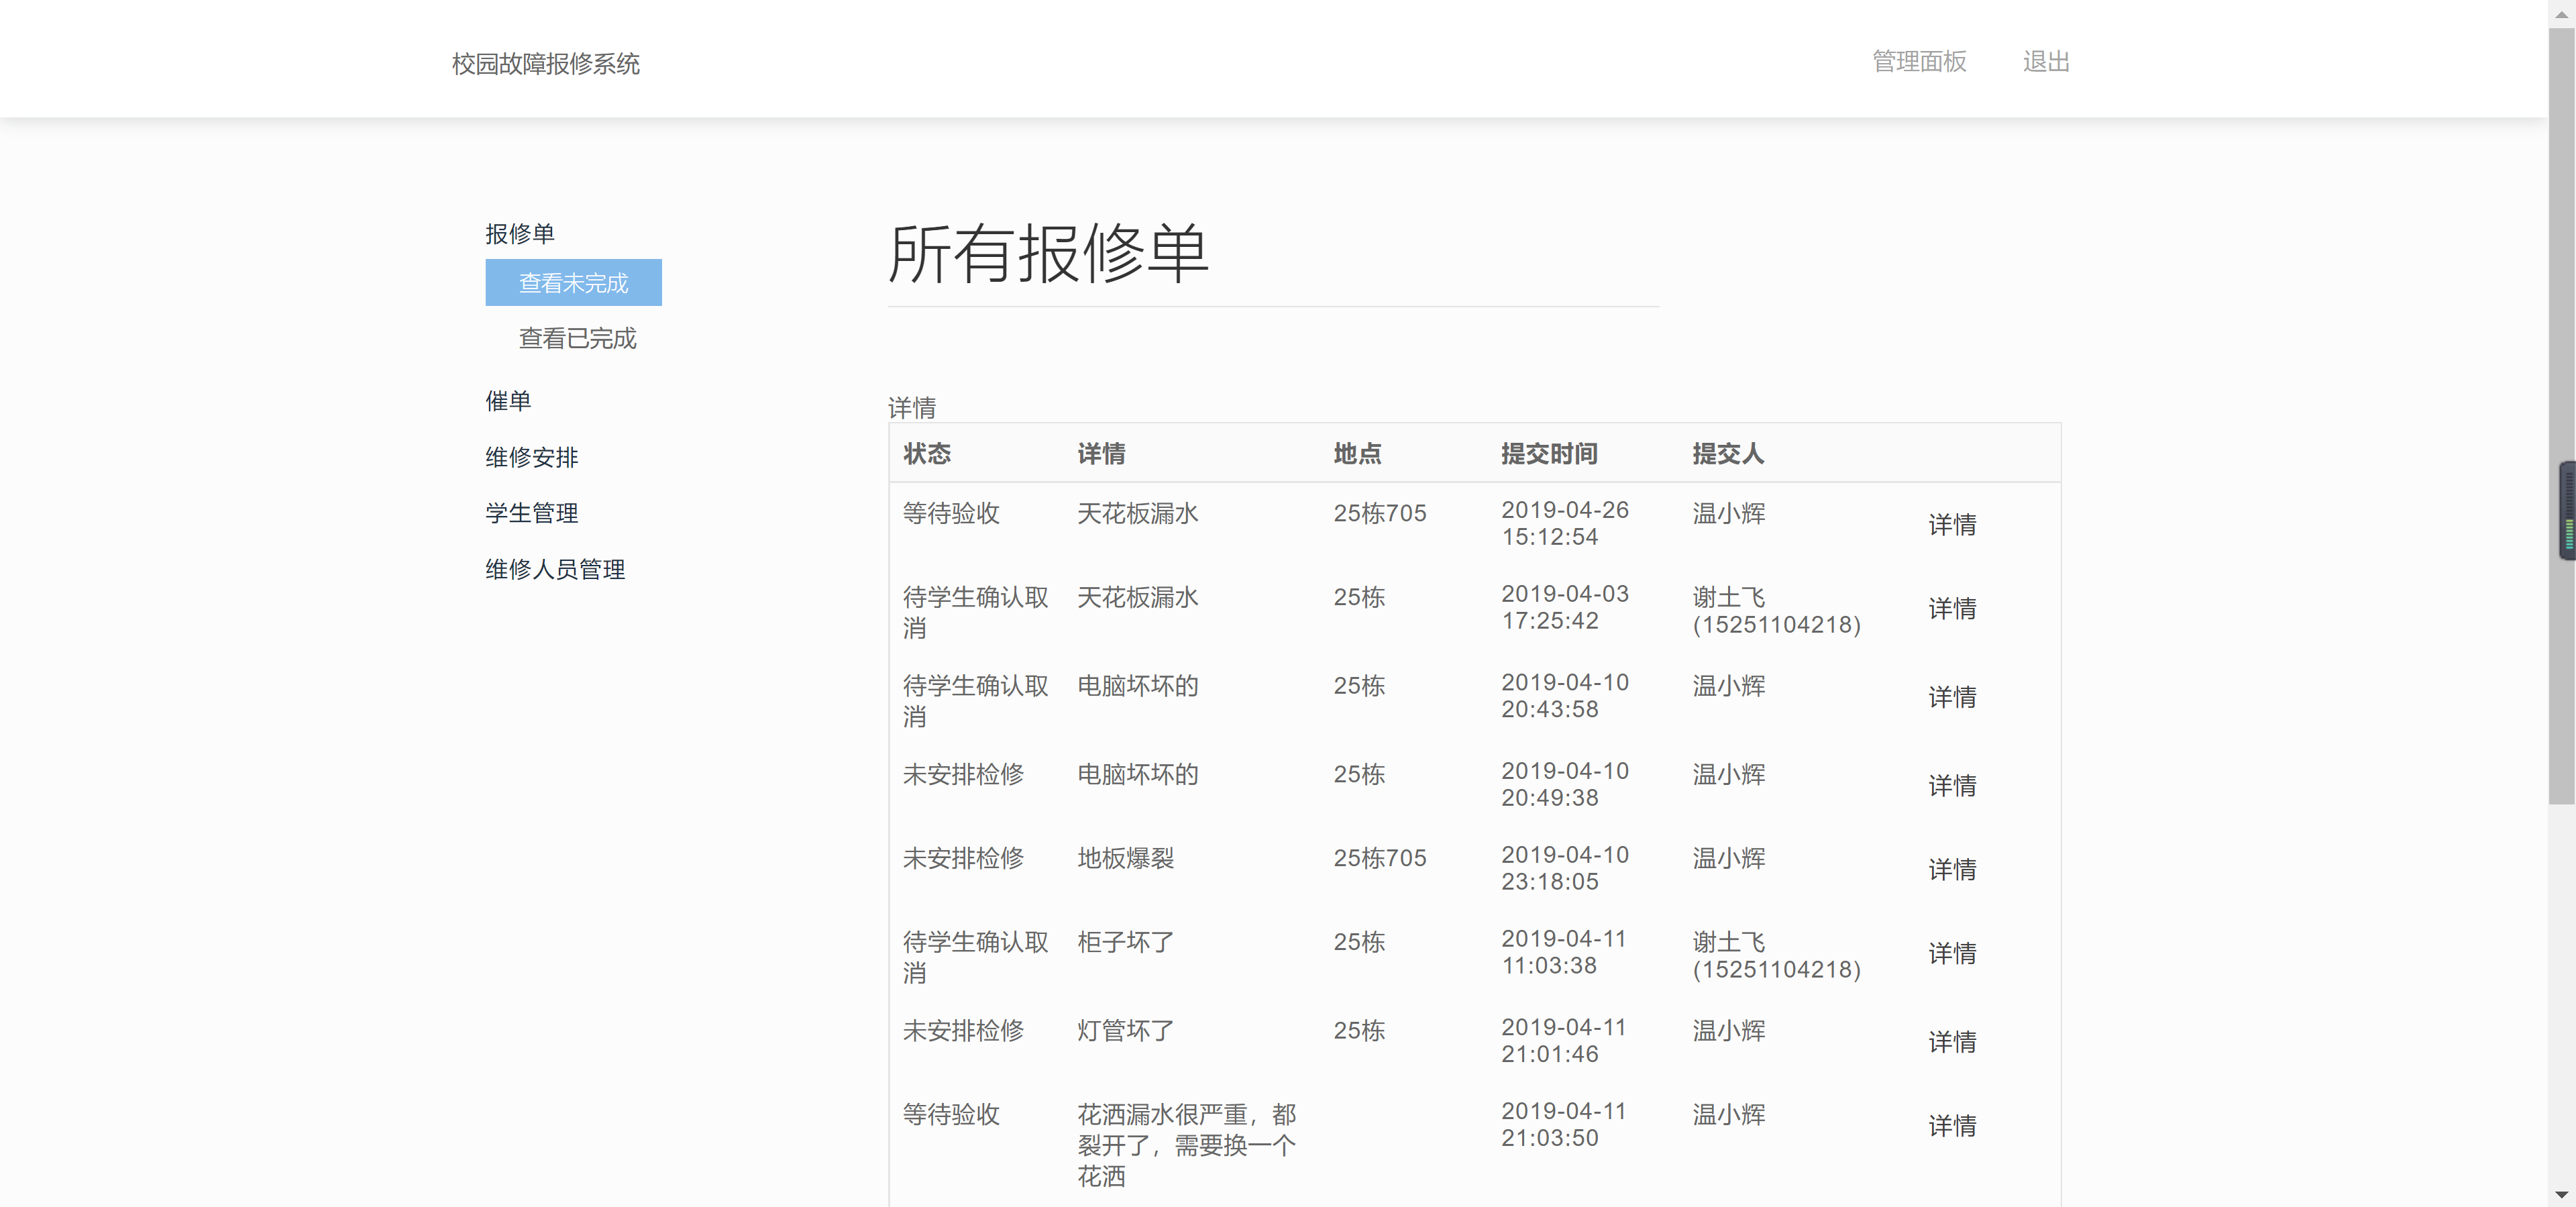 校园故障报修系统
管理面板
退出
报修单
查看未完成
查看已完成
催单
维修安排
学生管理
维修人员管理
所有报修单
详情
状态 详情 地点 提交时间 提交人
等待验收 天花板漏水 25栋705 2019-04-26 温小辉 详情
15:12:54
待学生确认取 天花板漏水 25栋 2019-04-03 谢土飞 详情
消 17:25:42 (15251104218)
待学生确认取 电脑坏坏的 25栋 2019-04-10 温小辉 详情
消 20:43:58
未安排检修 电脑坏坏的 25栋 2019-04-10 温小辉 详情
20:49:38
未安排检修 地板爆裂 25栋705 2019-04-10 温小辉 详情
23:18:05
待学生确认取 柜子坏了 25栋 2019-04-11 谢土飞 详情
消 11:03:38 (15251104218)
未安排检修 灯管坏了 25栋 2019-04-11 温小辉 详情
21:01:46
等待验收 花洒漏水很严重，都 2019-04-11 温小辉 详情
裂开了，需要换一个 21:03:50
花洒